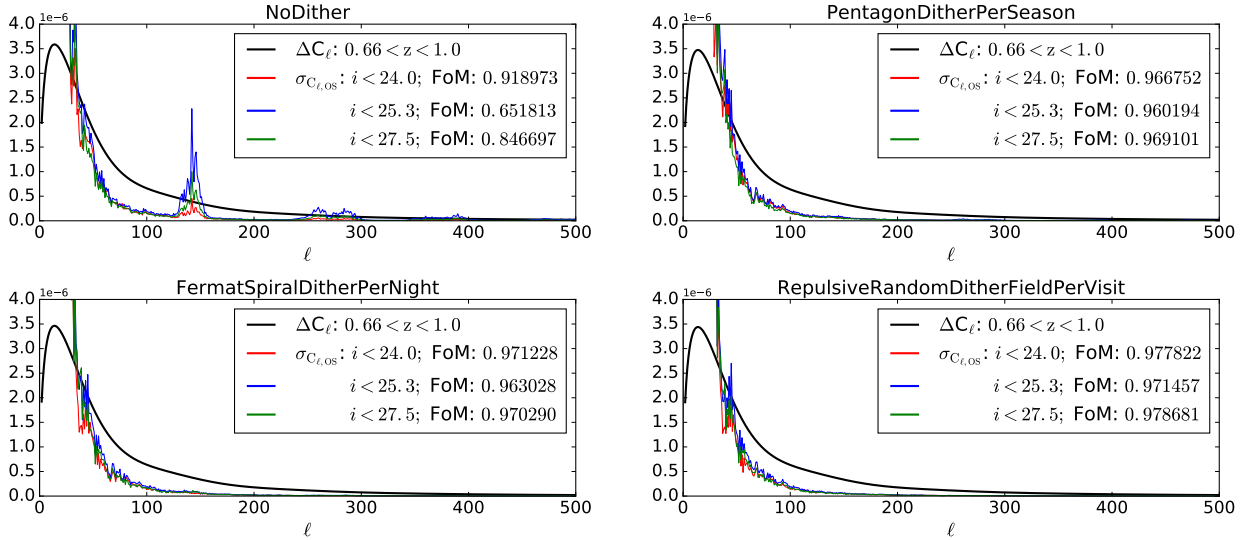 NoDither
1e−6
4.0
3.5
3.0
2.5
2.0
1.5
1.0
0.5
0.0
ΔCℓ: 0.66 < z < 1.0
σCℓ,OS: i < 24.0; FoM: 0.918973
i < 25.3; FoM: 0.651813
i < 27.5; FoM: 0.846697
0 100 200 300 400 500
ℓ
PentagonDitherPerSeason
1e−6
4.0
3.5
3.0
2.5
2.0
1.5
1.0
0.5
0.0
ΔCℓ: 0.66 < z < 1.0
σCℓ,OS: i < 24.0; FoM: 0.966752
i < 25.3; FoM: 0.960194
i < 27.5; FoM: 0.969101
0 100 200 300 400 500
ℓ
FermatSpiralDitherPerNight
1e−6
4.0
3.5
3.0
2.5
2.0
1.5
1.0
0.5
0.0
ΔCℓ: 0.66 < z < 1.0
σCℓ,OS: i < 24.0; FoM: 0.971228
i < 25.3; FoM: 0.963028
i < 27.5; FoM: 0.970290
0 100 200 300 400 500
ℓ
RepulsiveRandomDitherFieldPerVisit
1e−6
4.0
3.5
3.0
2.5
2.0
1.5
1.0
0.5
0.0
ΔCℓ: 0.66 < z < 1.0
σCℓ,OS: i < 24.0; FoM: 0.977822
i < 25.3; FoM: 0.971457
i < 27.5; FoM: 0.978681
0 100 200 300 400 500
ℓ